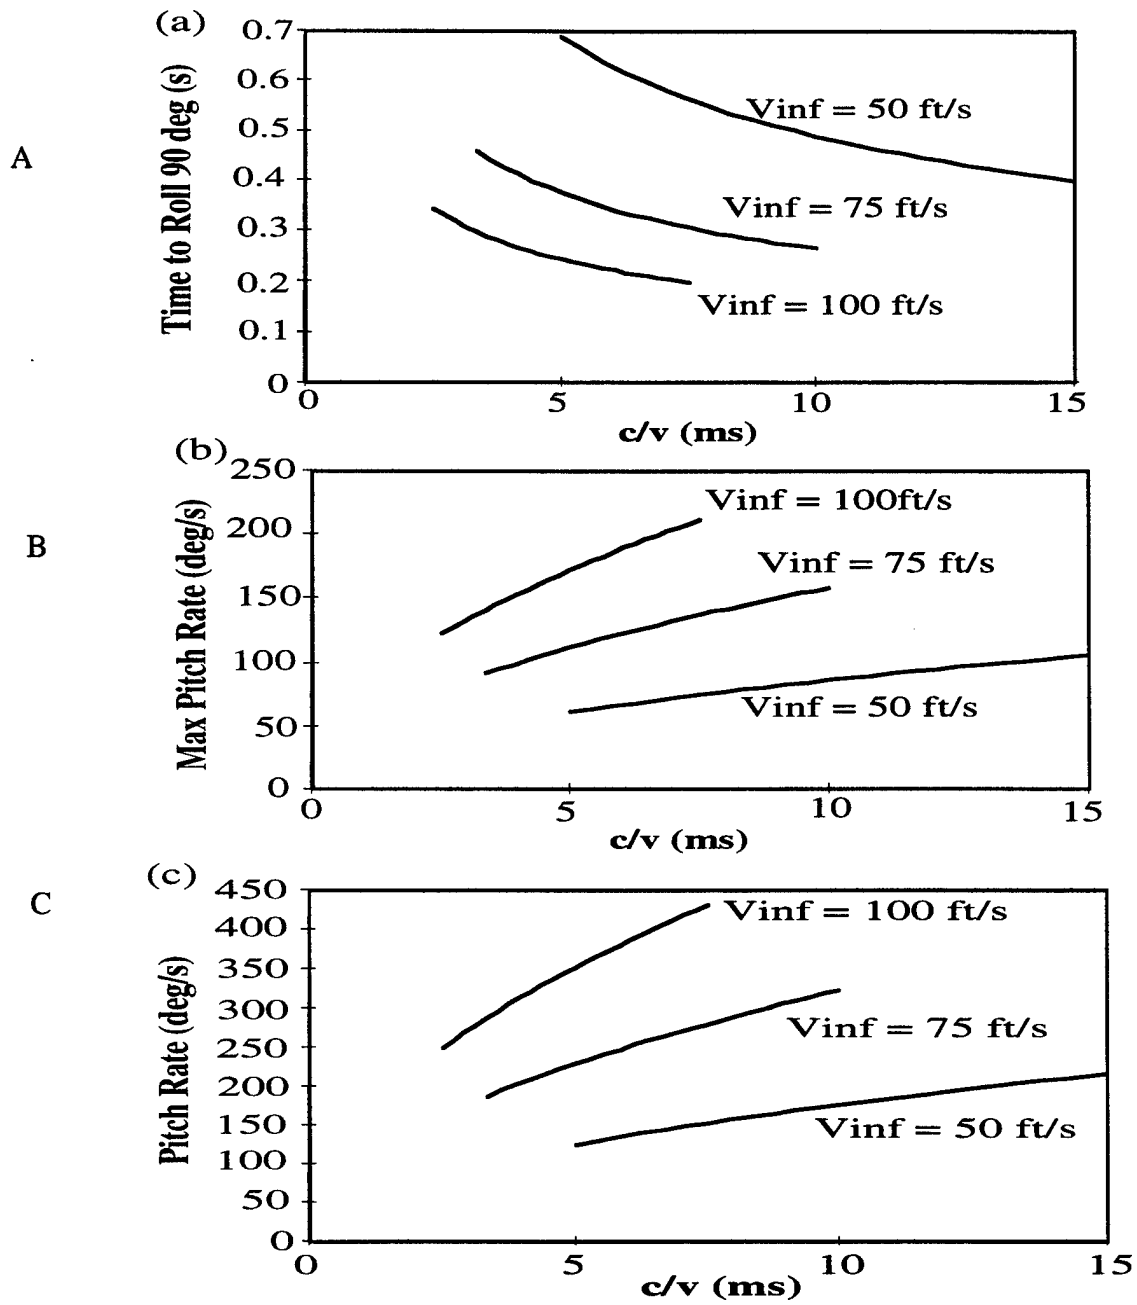 (a)
A
Time to Roll 90 deg (s)
0.7
0.6
0.5
0.4
0.3
0.2
0.1
0
Vinf = 50 ft/s
Vinf = 75 ft/s
Vinf = 100 ft/s
0 5 10 15
c/v (ms)
(b)
B
Max Pitch Rate (deg/s)
250
200
150
100
50
0
Vinf = 100ft/s
Vinf = 75 ft/s
Vinf = 50 ft/s
0 5 10 15
c/v (ms)
(c)
C
Pitch Rate (deg/s)
450
400
350
300
250
200
150
100
50
0
Vinf = 100 ft/s
Vinf = 75 ft/s
Vinf = 50 ft/s
0 5 10 15
c/v (ms)